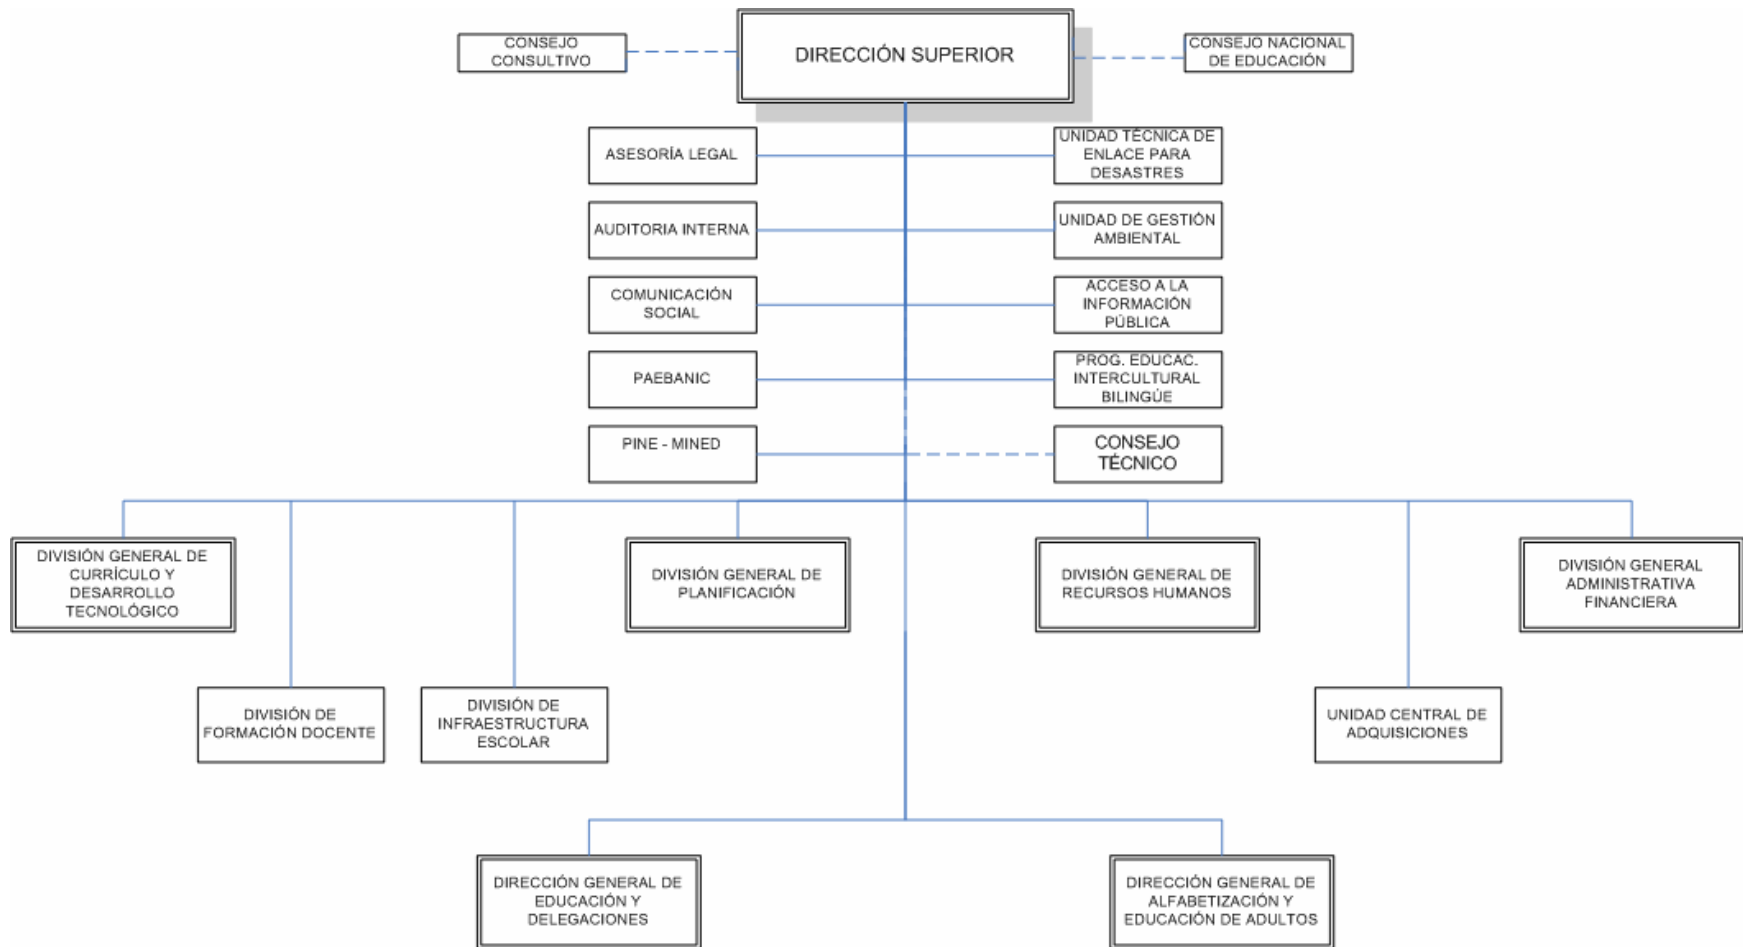 CONSEJO
CONSULTIVO
DIRECCIÓN SUPERIOR
CONSEJO NACIONAL
DE EDUCACIÓN
ASESORÍA LEGAL
UNIDAD TÉCNICA DE
ENLACE PARA
DESASTRES
AUDITORIA INTERNA
UNIDAD DE GESTIÓN
AMBIENTAL
COMUNICACIÓN
SOCIAL
ACCESO A LA
INFORMACIÓN
PÚBLICA
PAEBANIC
PROG. EDUCAC.
INTERCULTURAL
BILINGÚE
PINE - MINED
CONSEJO
TÉCNICO
DIVISIÓN GENERAL DE
CURRÍCULO Y
DESARROLLO
TECNOLÓGICO
DIVISIÓN GENERAL DE
PLANIFICACIÓN
DIVISIÓN GENERAL DE
RECURSOS HUMANOS
DIVISIÓN GENERAL
ADMINISTRATIVA
FINANCIERA
DIVISIÓN DE
FORMACIÓN DOCENTE
DIVISIÓN DE
INFRAESTRUCTURA
ESCOLAR
UNIDAD CENTRAL DE
ADQUISICIONES
DIRECCIÓN GENERAL DE
EDUCACIÓN Y
DELEGACIONES
DIRECCIÓN GENERAL DE
ALFABETIZACIÓN Y
EDUCACIÓN DE ADULTOS